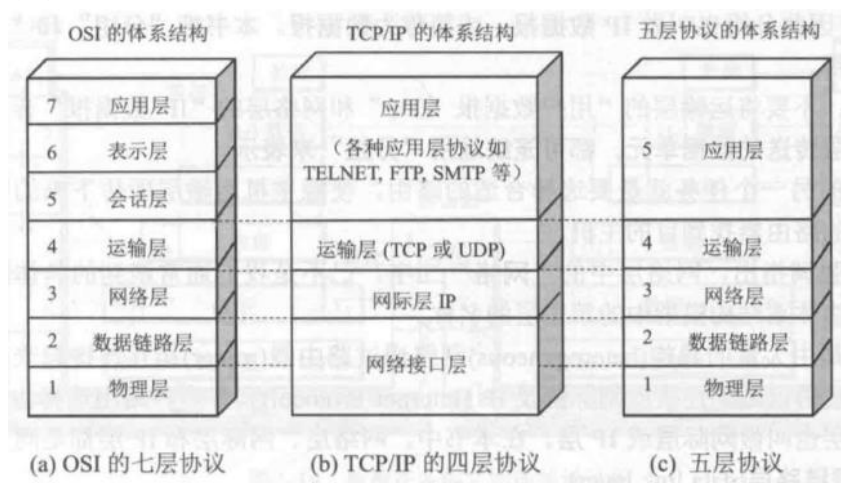 OSI 的体系结构
7 应用层
6 表示层
5 会话层
4 运输层
3 网络层
2 数据链路层
1 物理层
(a) OSI 的七层协议
TCP/IP 的体系结构
应用层
(各种应用层协议如
TELNET, FTP, SMTP 等)
运输层 (TCP 或 UDP)
网际层 IP
网络接口层
(b) TCP/IP 的四层协议
五层协议的体系结构
5 应用层
4 运输层
3 网络层
2 数据链路层
1 物理层
(c) 五层协议